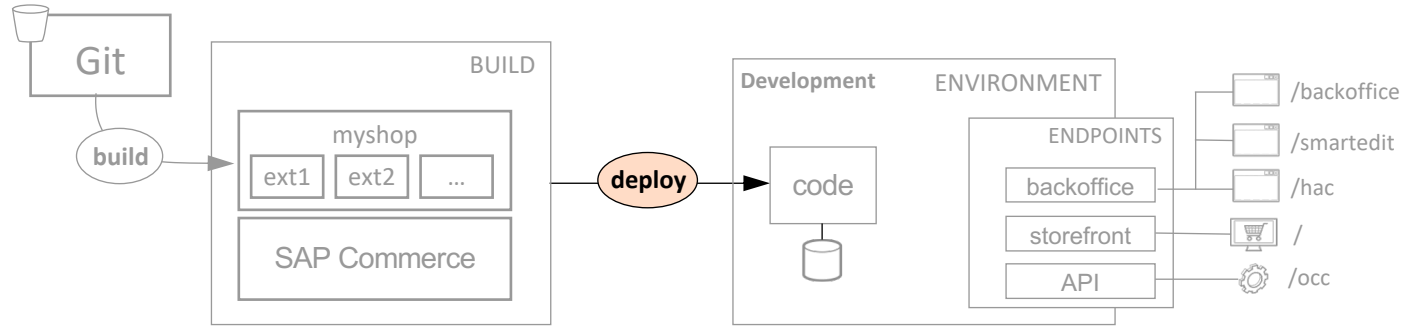 Git
build
BUILD
myshop
ext1 ext2 ...
SAP Commerce
deploy
Development ENVIRONMENT
code
ENDPOINTS
backoffice
storefront
API
/backoffice
/smartedit
/hac
/
/occ